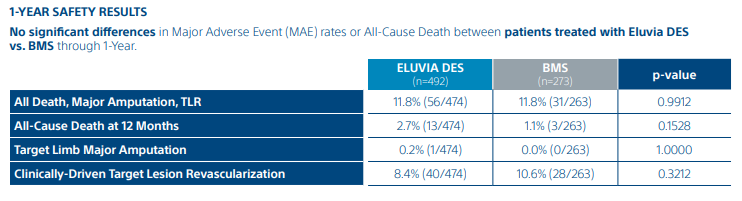 1-YEAR SAFETY RESULTS
No significant differences in Major Adverse Event (MAE) rates or All-Cause Death between patients treated with Eluvia DES
vs. BMS through 1-Year.
ELUVIA DES BMS p-value
(n=492) (n=273)
All Death, Major Amputation, TLR 11.8% (56/474) 11.8% (31/263) 0.9912
All-Cause Death at 12 Months 2.7% (13/474) 1.1% (3/263) 0.1528
Target Limb Major Amputation 0.2% (1/474) 0.0% (0/263) 1.0000
Clinically-Driven Target Lesion Revascularization 8.4% (40/474) 10.6% (28/263) 0.3212